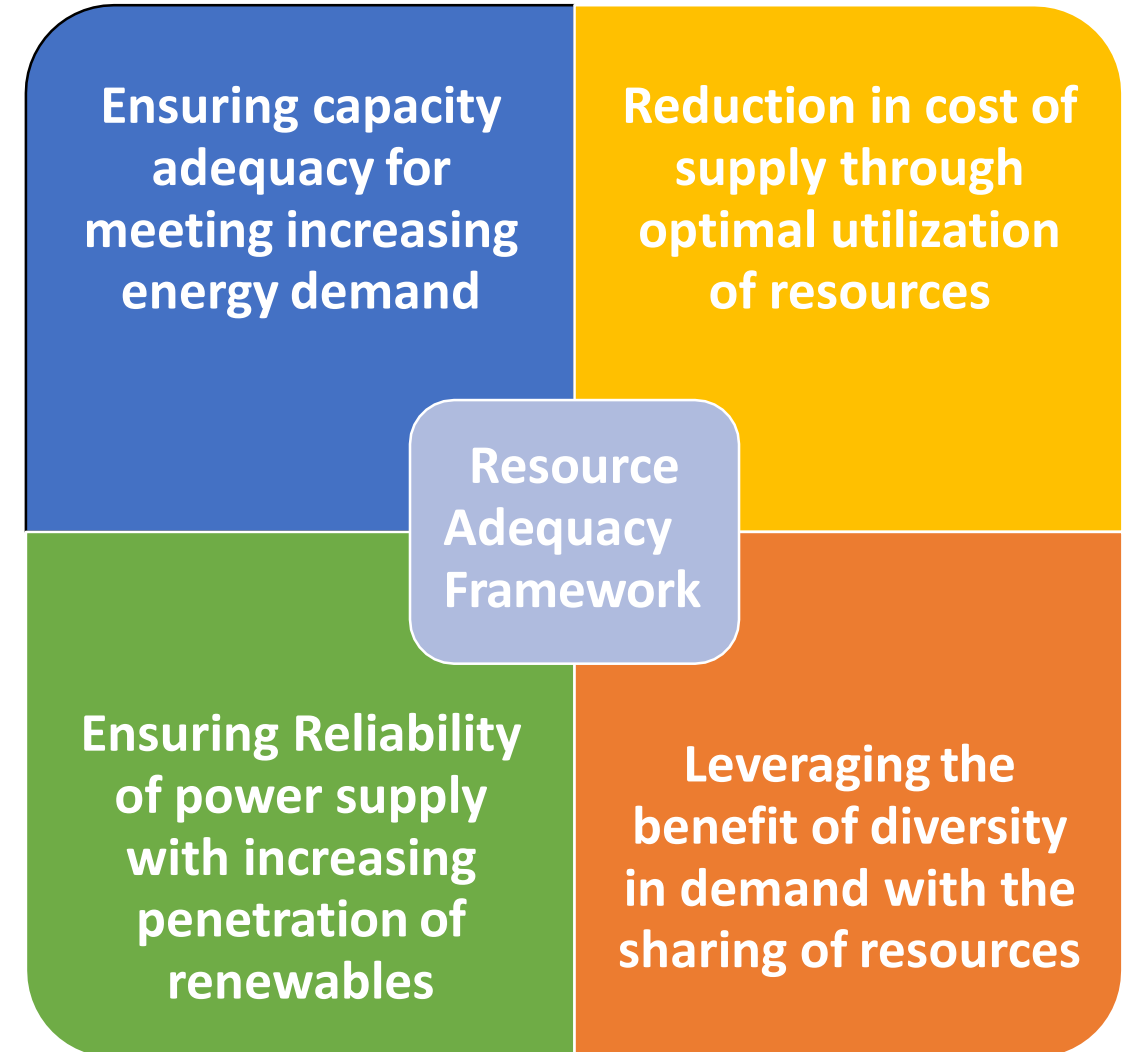 Ensuring capacity
adequacy for
meeting increasing
energy demand
Reduction in cost of
supply through
optimal utilization
of resources
Resource
Adequacy
Framework
Ensuring Reliability
of power supply
with increasing
penetration of
renewables
Leveraging the
benefit of diversity
in demand with the
sharing of resources